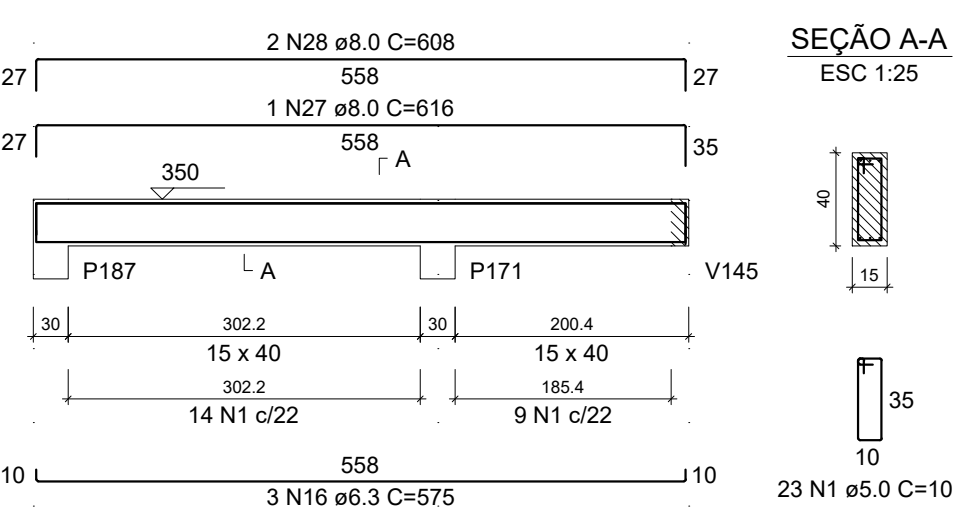 2 N28 ø8.0 C=608
27 558 27
1 N27 ø8.0 C=616
27 558 35
A
350
A
P187 P171 V145
30 302.2 30 200.4
15 x 40 15 x 40
302.2 185.4
14 N1 c/22 9 N1 c/22
10 558 10
3 N16 ø6.3 C=575
SEÇÃO A-A
ESC 1:25
40
15
35
10
23 N1 ø5.0 C=10